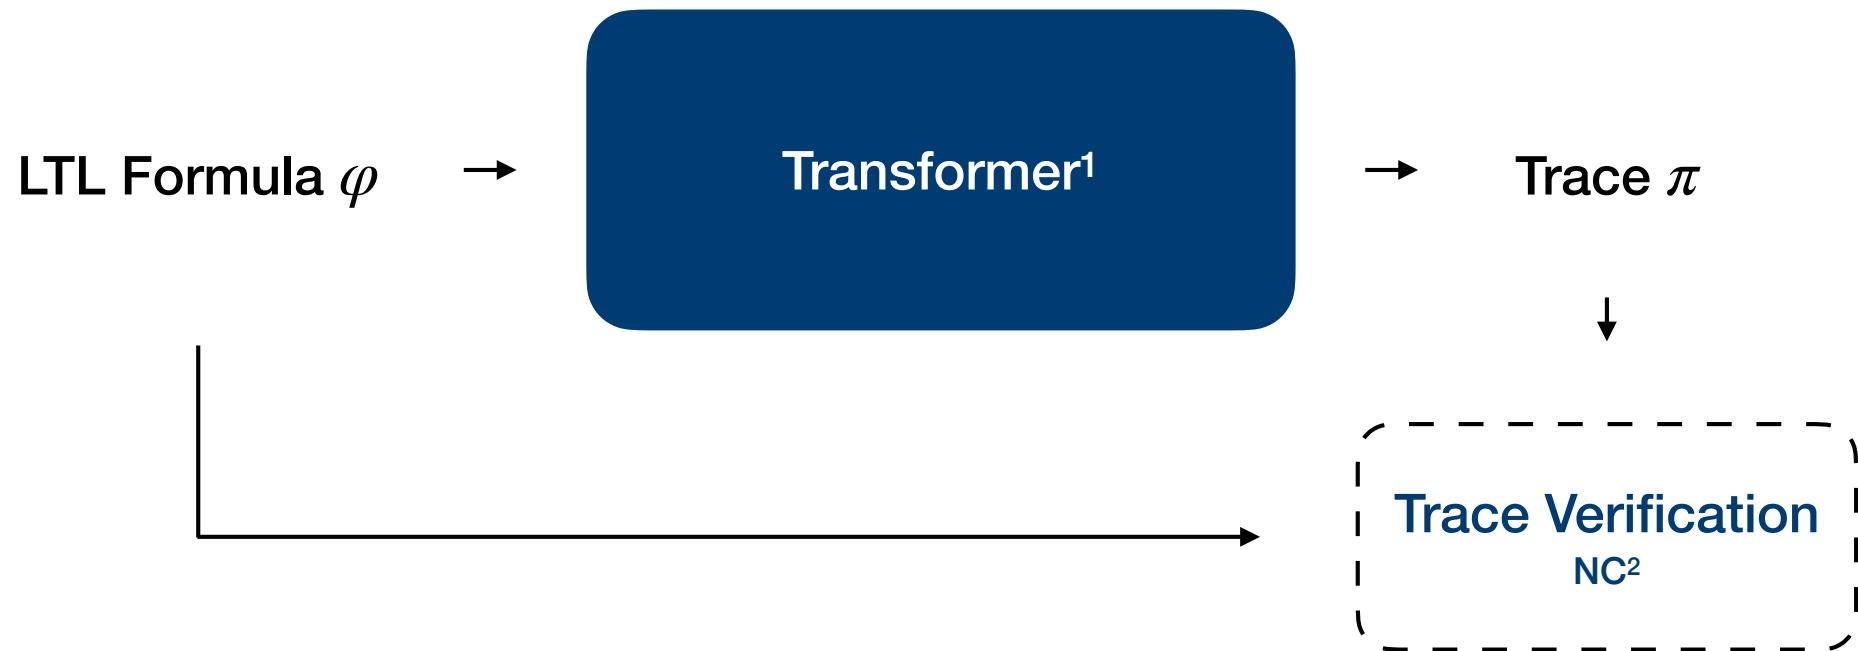 LTL Formula 𝜑
Transformer¹
Trace 𝜋
Trace Verification
NC²